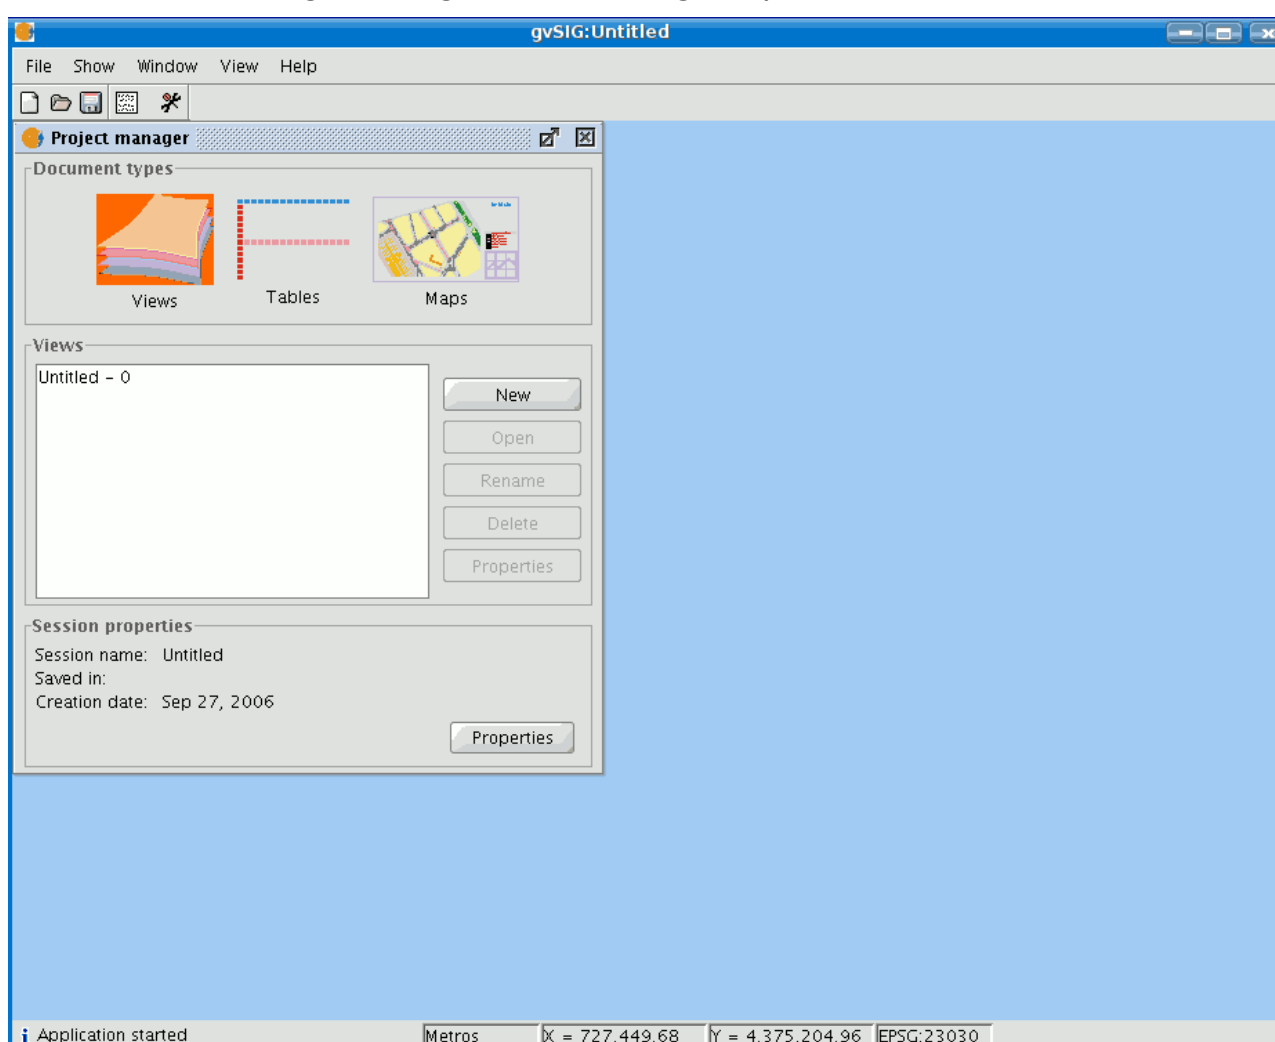 gvSIG:Untitled
File Show Window View Help
Project manager
Document types
Views Tables Maps
Views
Untitled - 0
New
Open
Rename
Delete
Properties
Session properties
Session name: Untitled
Saved in:
Creation date: Sep 27, 2006
Properties
Application started Metros X = 727.449,68 Y = 4.375.204,96 EPSG:23030